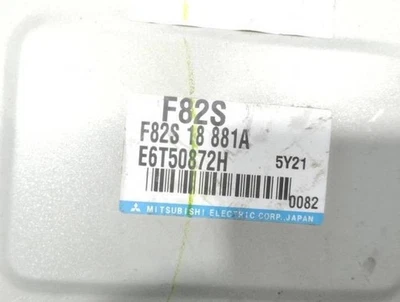 F82S
F82S 18 881A
E6T50872H 5Y21
0082
MITSUBISHI ELECTRIC CORP., JAPAN